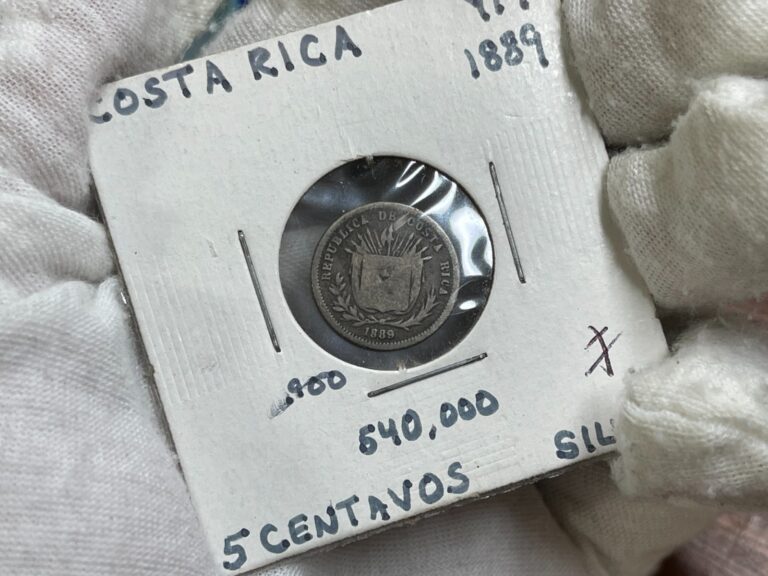 COSTA RICA
1889
REPUBLICA DE COSTA RICA
1889
.900
540,000
SIL
5 CENTAVOS